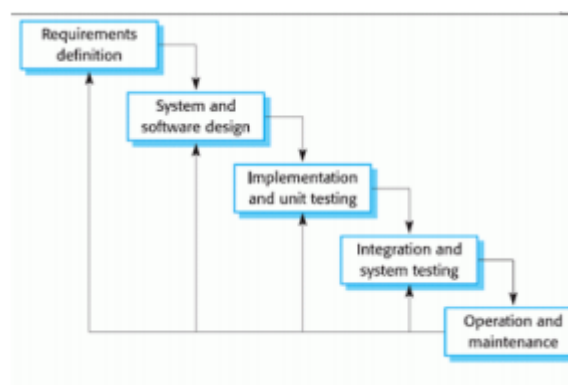 Requirements
definition
System and
software design
Implementation
and unit testing
Integration and
system testing
Operation and
maintenance